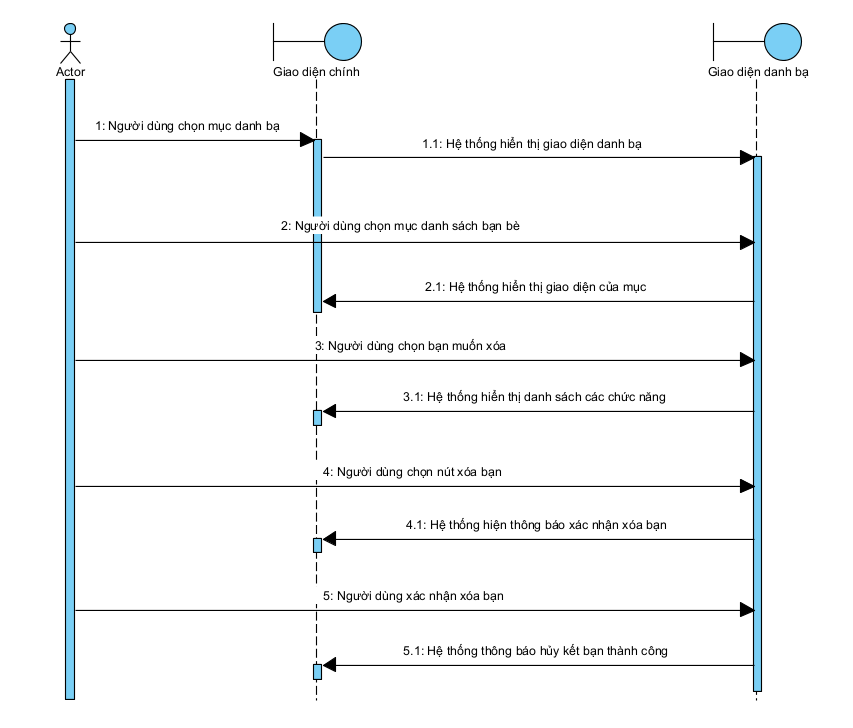 Actor
Giao diện chính
Giao diện danh bạ
1: Người dùng chọn mục danh bạ
1.1: Hệ thống hiển thị giao diện danh bạ
2: Người dùng chọn mục danh sách bạn bè
2.1: Hệ thống hiển thị giao diện của mục
3: Người dùng chọn bạn muốn xóa
3.1: Hệ thống hiển thị danh sách các chức năng
4: Người dùng chọn nút xóa bạn
4.1: Hệ thống hiện thông báo xác nhận xóa bạn
5: Người dùng xác nhận xóa bạn
5.1: Hệ thống thông báo hủy kết bạn thành công